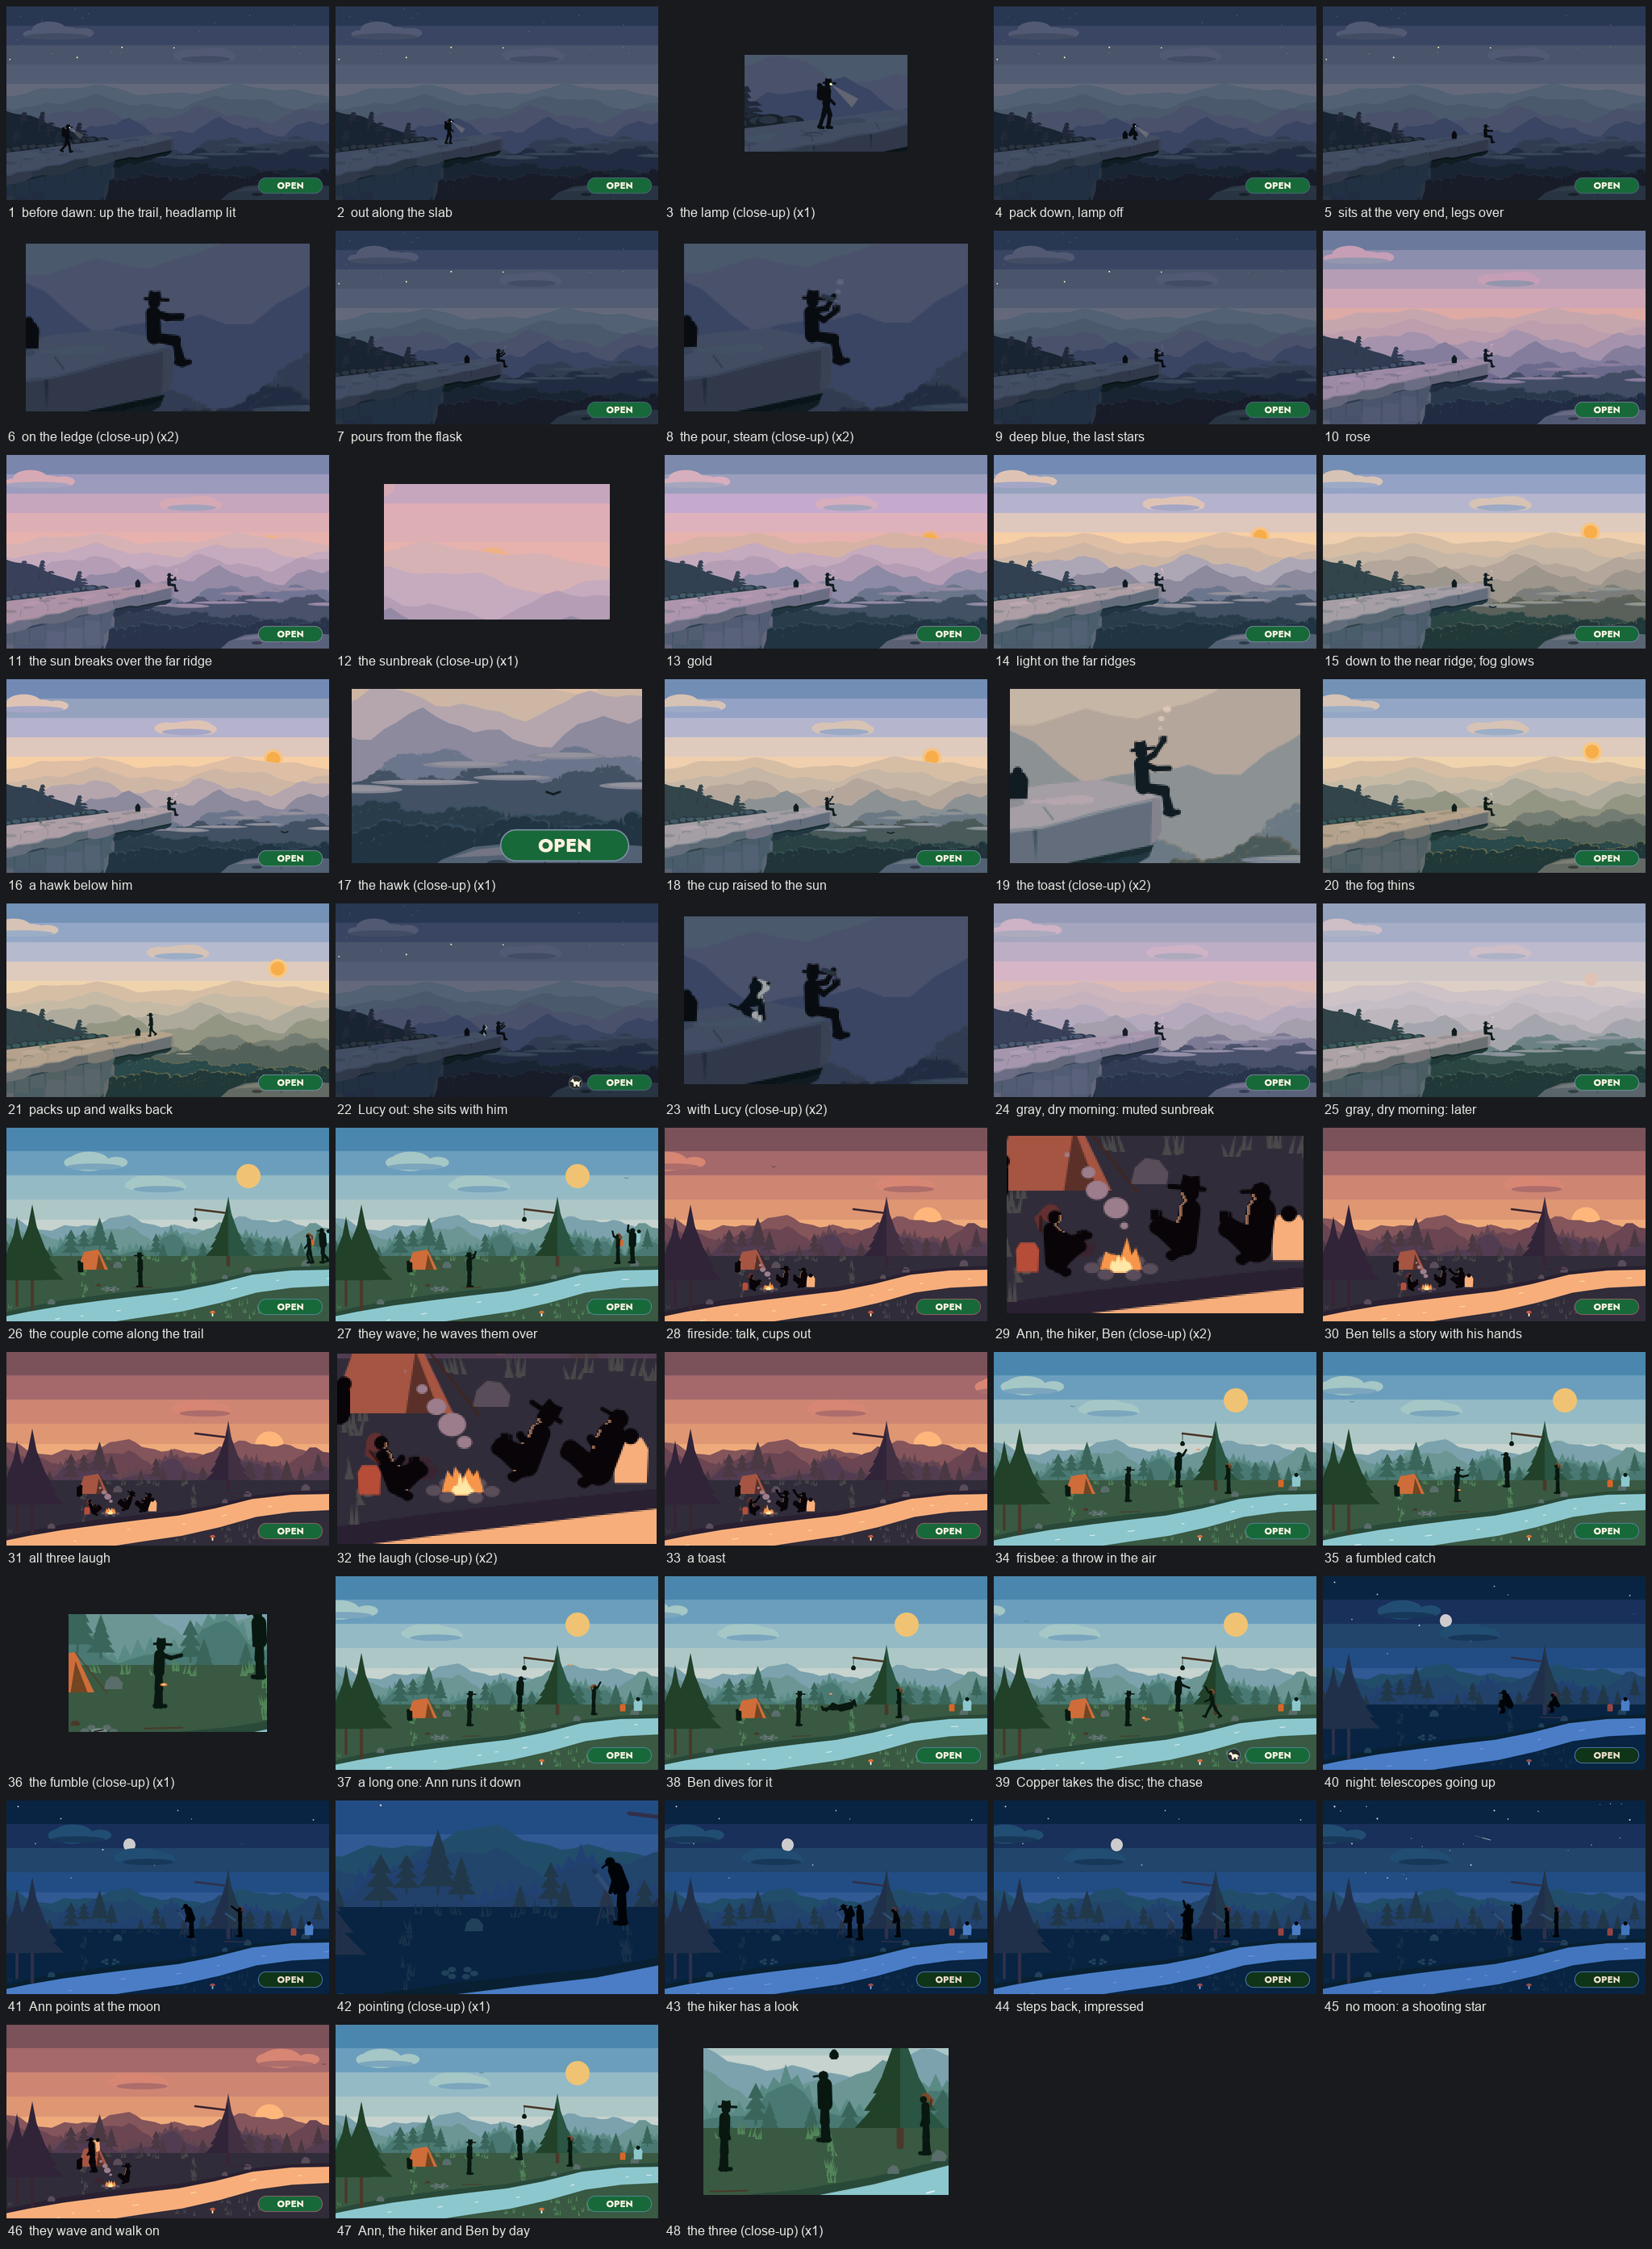 OPEN
OPEN
OPEN
OPEN
1 before dawn: up the trail, headlamp lit
2 out along the slab
3 the lamp (close-up) (x1)
4 pack down, lamp off
5 sits at the very end, legs over
OPEN
OPEN
OPEN
6 on the ledge (close-up) (x2)
7 pours from the flask
8 the pour, steam (close-up) (x2)
9 deep blue, the last stars
10 rose
OPEN
OPEN
OPEN
OPEN
11 the sun breaks over the far ridge
12 the sunbreak (close-up) (x1)
13 gold
14 light on the far ridges
15 down to the near ridge; fog glows
OPEN
OPEN
OPEN
OPEN
16 a hawk below him
17 the hawk (close-up) (x1)
18 the cup raised to the sun
19 the toast (close-up) (x2)
20 the fog thins
OPEN
OPEN
OPEN
OPEN
21 packs up and walks back
22 Lucy out: she sits with him
23 with Lucy (close-up) (x2)
24 gray, dry morning: muted sunbreak
25 gray, dry morning: later
OPEN
OPEN
OPEN
OPEN
26 the couple come along the trail
27 they wave; he waves them over
28 fireside: talk, cups out
29 Ann, the hiker, Ben (close-up) (x2)
30 Ben tells a story with his hands
OPEN
OPEN
OPEN
OPEN
31 all three laugh
32 the laugh (close-up) (x2)
33 a toast
34 frisbee: a throw in the air
35 a fumbled catch
OPEN
OPEN
OPEN
OPEN
36 the fumble (close-up) (x1)
37 a long one: Ann runs it down
38 Ben dives for it
39 Copper takes the disc; the chase
40 night: telescopes going up
OPEN
OPEN
OPEN
OPEN
41 Ann points at the moon
42 pointing (close-up) (x1)
43 the hiker has a look
44 steps back, impressed
45 no moon: a shooting star
OPEN
OPEN
46 they wave and walk on
47 Ann, the hiker and Ben by day
48 the three (close-up) (x1)